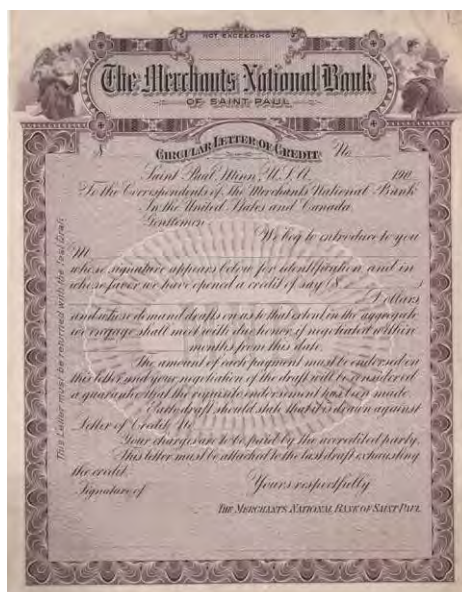 NOT EXCEEDING
The Merchants National Bank
OF SAINT PAUL
$ CIRCULAR LETTER OF CREDIT No.
Saint Paul, Minn., U.S.A. 190
To the Correspondents of The Merchants National Bank
In the United States and Canada
Gentlemen:
We beg to introduce to you
M
whose signature appears below for identification and in
whose favor we have opened a credit of say ($ )
Dollars
and whose demand drafts on us to that extent in the aggregate
we engage shall meet with due honor if negotiated within
months from this date.
The amount of each payment must be endorsed on
this letter and your negotiation of the draft will be considered
a guarantee that the requisite endorsement has been made.
Each draft should state that it is drawn against
Letter of Credit No.
Your charges are to be paid by the accredited party.
This letter must be attached to the last draft exhausting
the credit.
Signature of Yours respectfully
THE MERCHANTS NATIONAL BANK OF SAINT PAUL
This Letter must be returned with the last Draft